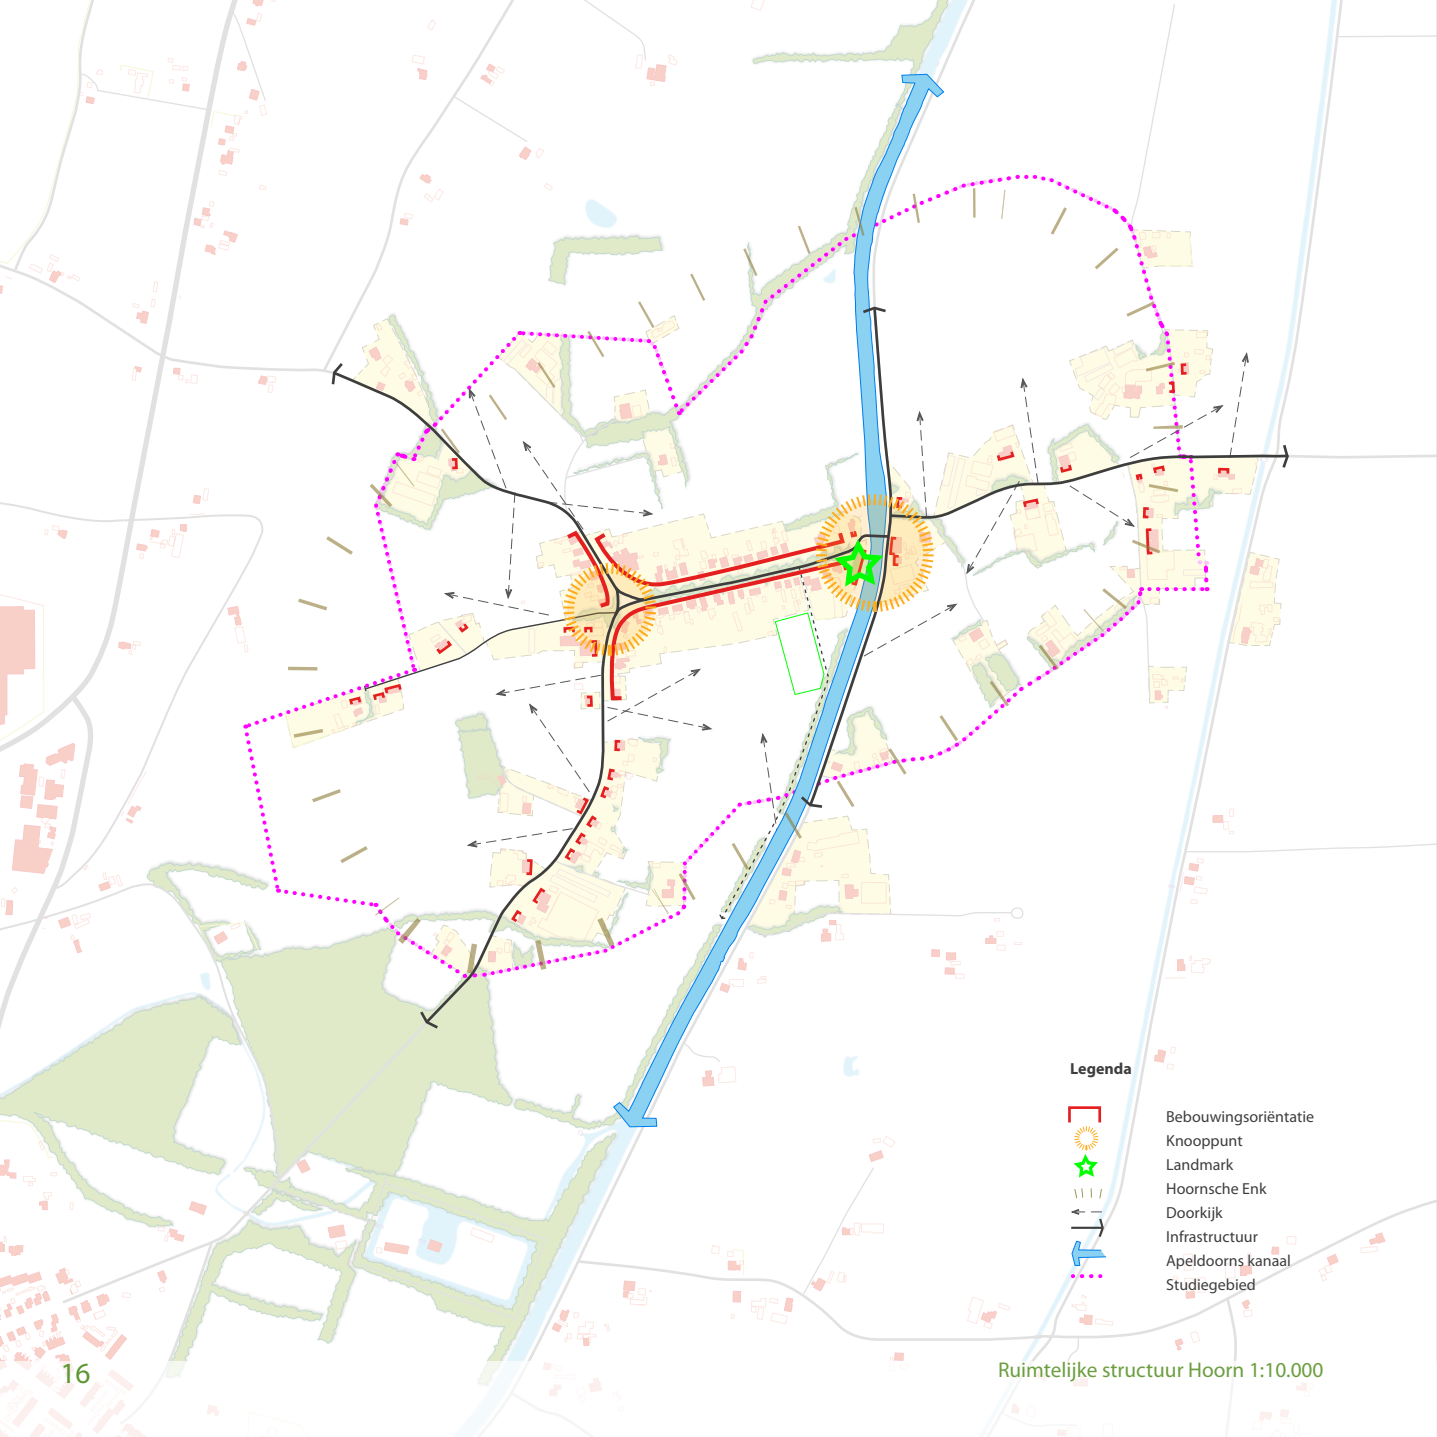 Legenda
Bebouwingsoriëntatie
Knooppunt
Landmark
Hoornsche Enk
Doorkijk
Infrastructuur
Apeldoorns kanaal
Studiegebied
16
Ruimtelijke structuur Hoorn 1:10.000